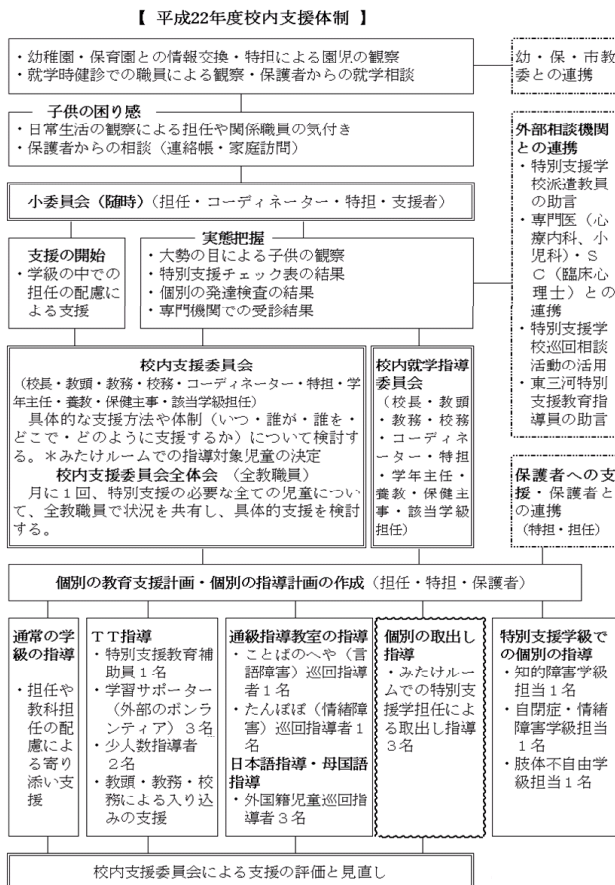 【 平成22年度校内支援体制 】
・幼稚園・保育園との情報交換・特担による園児の観察
・就学時健診での職員による観察・保護者からの就学相談
幼・保・市教
委との連携
子供の困り感
・日常生活の観察による担任や関係職員の気付き
・保護者からの相談（連絡帳・家庭訪問）
外部相談機関
との連携
・特別支援学
校派遣教員
の助言
・専門医（心
療内科、小
児科）・Ｓ
Ｃ（臨床心
理士）との
連携
・特別支援学
校巡回相談
活動の活用
・東三河特別
支援教育指
導員の助言
小委員会（随時）（担任・コーディネーター・特担・支援者）
支援の開始
・学級の中での
担任の配慮に
よる支援
実態把握
・大勢の目による子供の観察
・特別支援チェック表の結果
・個別の発達検査の結果
・専門機関での受診結果
校内支援委員会
（校長・教頭・教務・校務・コーディネーター・特担・学
年主任・養教・保健主事・該当学級担任）
具体的な支援方法や体制（いつ・誰が・誰を・
どこで・どのように支援するか）について検討す
る。＊みたけルームでの指導対象児童の決定
校内支援委員会全体会 （全教職員）
月に１回、特別支援の必要な全ての児童につい
て、全教職員で状況を共有し、具体的支援を検討
する。
校内就学指導
委員会
（校長・教頭
・教務・校務
・コーディネ
ーター・特担
・学年主任・
養教・保健主
事・該当学級
担任）
保護者への支
援・保護者と
の連携
（特担・担任）
個別の教育支援計画・個別の指導計画の作成（担任・特担・保護者）
通常の学
級の指導
・担任や
教科担
任の配
慮によ
る寄り
添い支
援
ＴＴ指導
・特別支援教育補
助員１名
・学習サポーター
（外部のボンラ
ンティア）３名
・少人数指導者
２名
・教頭・教務・校
務による入り込
みの支援
通級指導教室の指導
・ことばのへや（言
語障害）巡回指導
者１名
・たんぽぽ（情緒障
害）巡回指導者１
名
日本語指導・母国語
指導
・外国籍児童巡回指
導者３名
個別の取出し
指導
・みたけルー
ムでの特別支
援学担任によ
る取出し指導
３名
特別支援学級で
の個別の指導
・知的障害学級
担当１名
・自閉症・情緒
障害学級担当
１名
・肢体不自由学
級担当１名
校内支援委員会による支援の評価と見直し